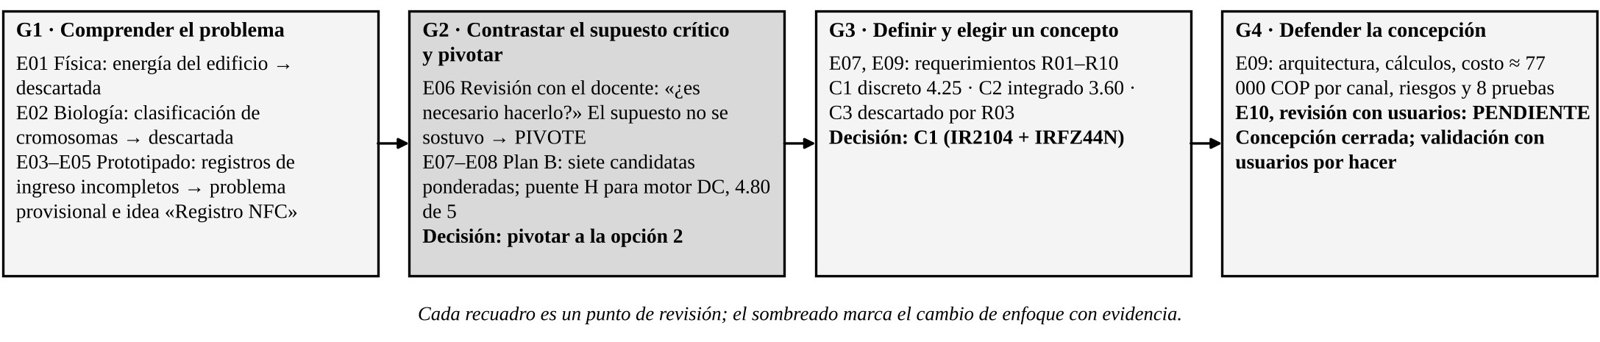 G1 · Comprender el problema
E01 Física: energía del edificio →
descartada
E02 Biología: clasificación de
cromosomas → descartada
E03–E05 Prototipado: registros de
ingreso incompletos → problema
provisional e idea «Registro NFC»
G2 · Contrastar el supuesto crítico
y pivotar
E06 Revisión con el docente: «¿es
necesario hacerlo?» El supuesto no se
sostuvo → PIVOTE
E07–E08 Plan B: siete candidatas
ponderadas; puente H para motor DC, 4.80
de 5
Decisión: pivotar a la opción 2
G3 · Definir y elegir un concepto
E07, E09: requerimientos R01–R10
C1 discreto 4.25 · C2 integrado 3.60 ·
C3 descartado por R03
Decisión: C1 (IR2104 + IRFZ44N)
G4 · Defender la concepción
E09: arquitectura, cálculos, costo ≈ 77
000 COP por canal, riesgos y 8 pruebas
E10, revisión con usuarios: PENDIENTE
Concepción cerrada; validación con
usuarios por hacer
Cada recuadro es un punto de revisión; el sombreado marca el cambio de enfoque con evidencia.